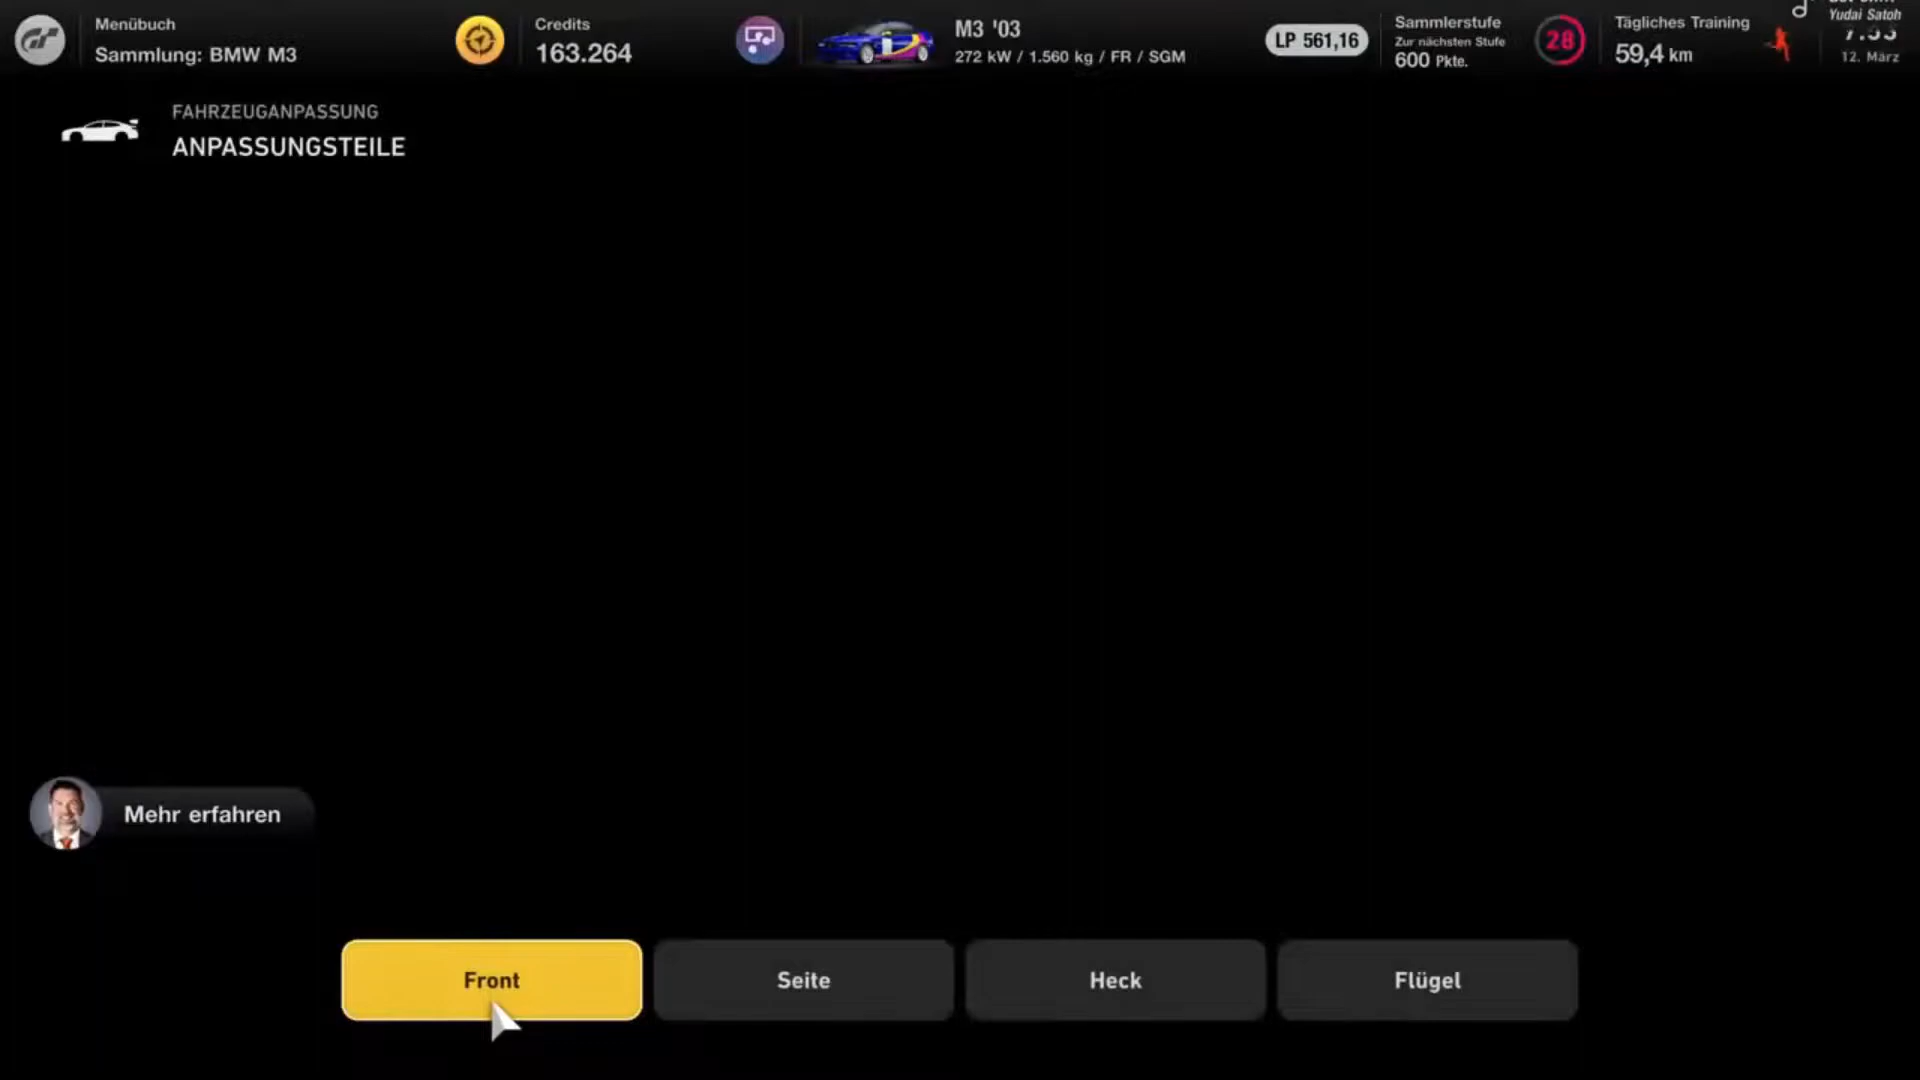 Menübuch
Sammlung: BMW M3
Credits
163.264
M3 '03
272 kW / 1.560 kg / FR / SGM
LP 561,16
Sammlerstufe
Zur nächsten Stufe
600 Pkte.
28
Tägliches Training
59,4 km
Yudai Satoh
7:53
12. März
FAHRZEUGANPASSUNG
ANPASSUNGSTEILE
Mehr erfahren
Front
Seite
Heck
Flügel